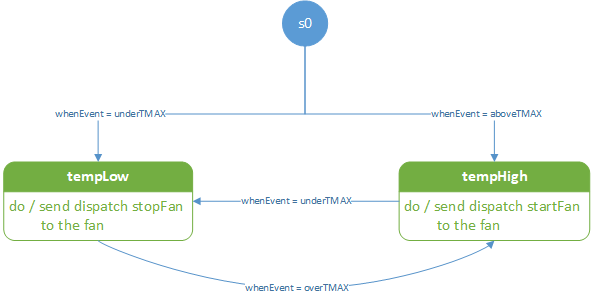 s0
whenEvent = underTMAX
whenEvent = aboveTMAX
tempLow
do / send dispatch stopFan
to the fan
tempHigh
do / send dispatch startFan
to the fan
whenEvent = underTMAX
whenEvent = overTMAX